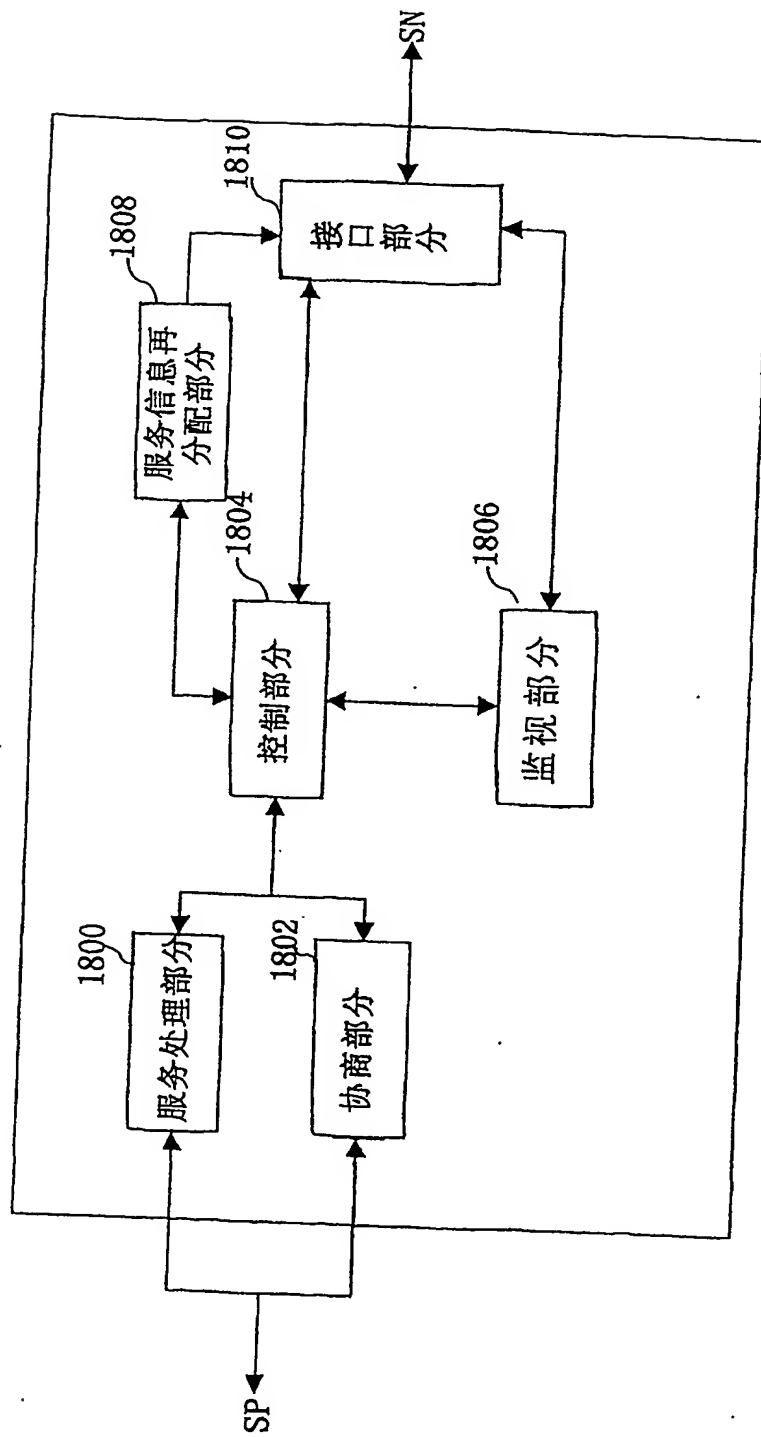 SP
1800
服务处理部分
1802
协商部分
1804
控制部分
1808
服务信息再
分配部分
1806
监视部分
1810
接口部分
SN